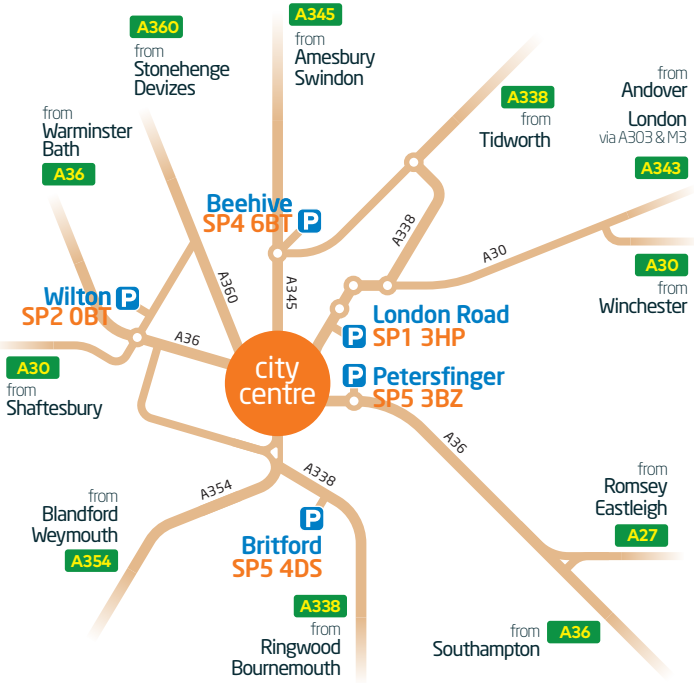 A360
from
Stonehenge
Devizes
A345
from
Amesbury
Swindon
A338
from
Tidworth
from
Andover
London
via A303 & M3
A343
from
Warminster
Bath
A36
Beehive
SP4 6BT
P
A338
A30
A30
from
Winchester
A360
A345
Wilton
P
SP2 0BT
A36
London Road
P
SP1 3HP
A30
from
Shaftesbury
city
centre
P
Petersfinger
SP5 3BZ
A36
A354
A338
from
Blandford
Weymouth
A354
P
Britford
SP5 4DS
from
Romsey
Eastleigh
A27
A338
from
Ringwood
Bournemouth
from
A36
Southampton